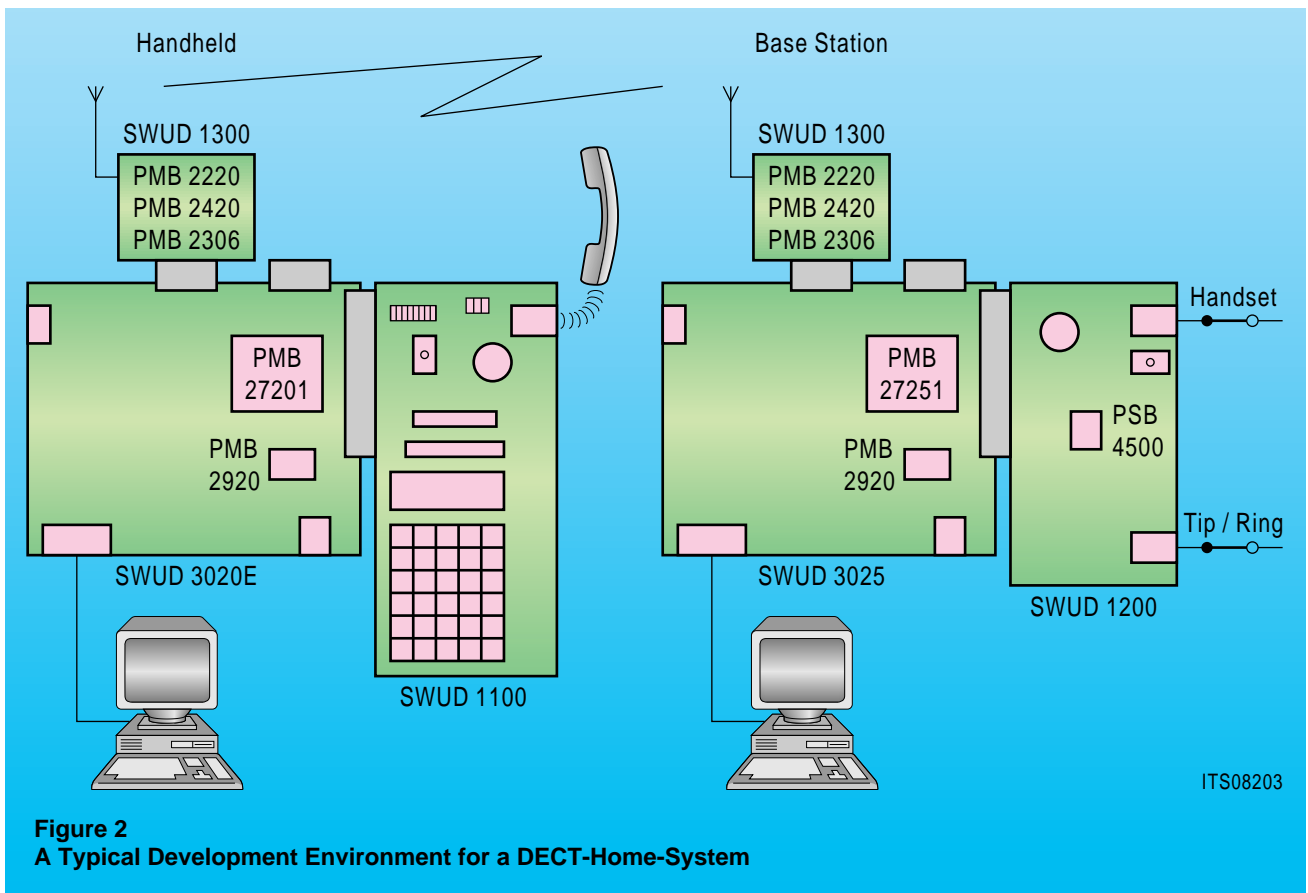 Handheld
Base Station
SWUD 1300
PMB 2220
PMB 2420
PMB 2306
PMB
27201
PMB
2920
SWUD 3020E
SWUD 1100
SWUD 1300
PMB 2220
PMB 2420
PMB 2306
PMB
27251
PMB
2920
SWUD 3025
Handset
PSB
4500
Tip / Ring
SWUD 1200
ITS08203
Figure 2
A Typical Development Environment for a DECT-Home-System